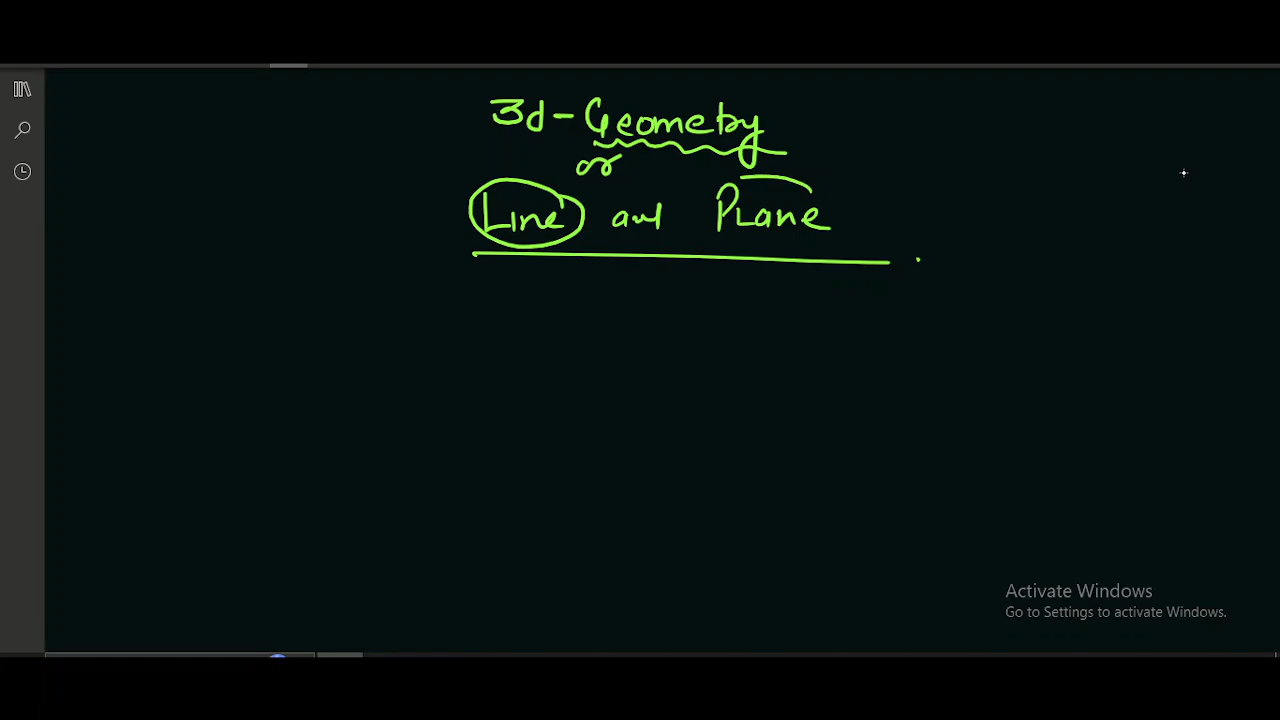 3d-Geometry
or
Line and Plane
Activate Windows
Go to Settings to activate Windows.